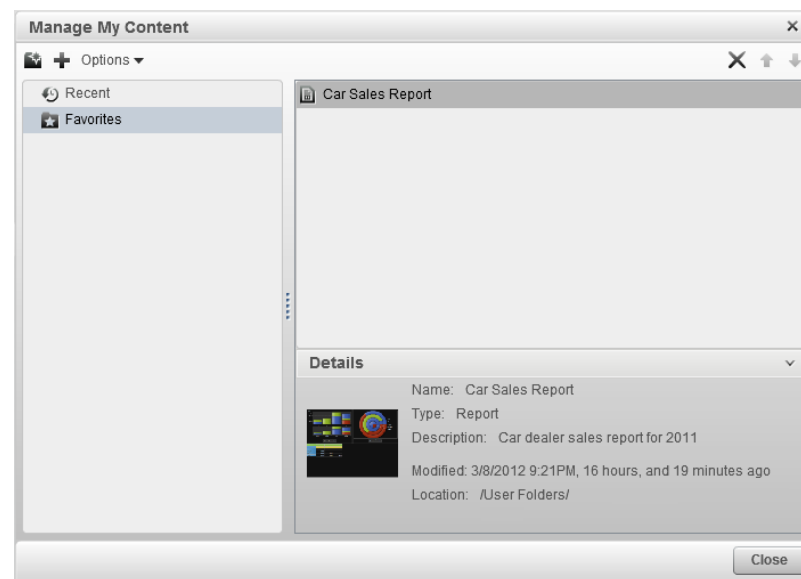 Manage My Content
Options
Recent
Favorites
Car Sales Report
Details
Name: Car Sales Report
Type: Report
Description: Car dealer sales report for 2011
Modified: 3/8/2012 9:21PM, 16 hours, and 19 minutes ago
Location: /User Folders/
Close